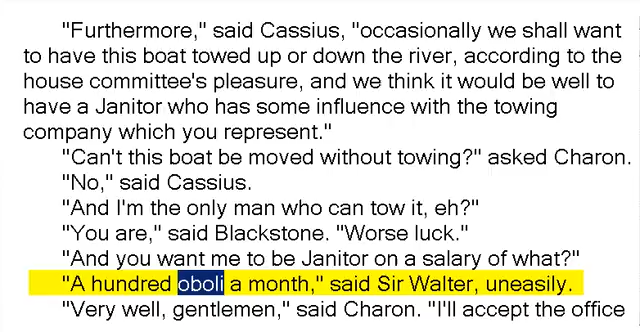 "Furthermore," said Cassius, "occasionally we shall want
to have this boat towed up or down the river, according to the
house committee's pleasure, and we think it would be well to
have a Janitor who has some influence with the towing
company which you represent."
"Can't this boat be moved without towing?" asked Charon.
"No," said Cassius.
"And I'm the only man who can tow it, eh?"
"You are," said Blackstone. "Worse luck."
"And you want me to be Janitor on a salary of what?"
"A hundred oboli a month," said Sir Walter, uneasily.
"Very well, gentlemen," said Charon. "I'll accept the office